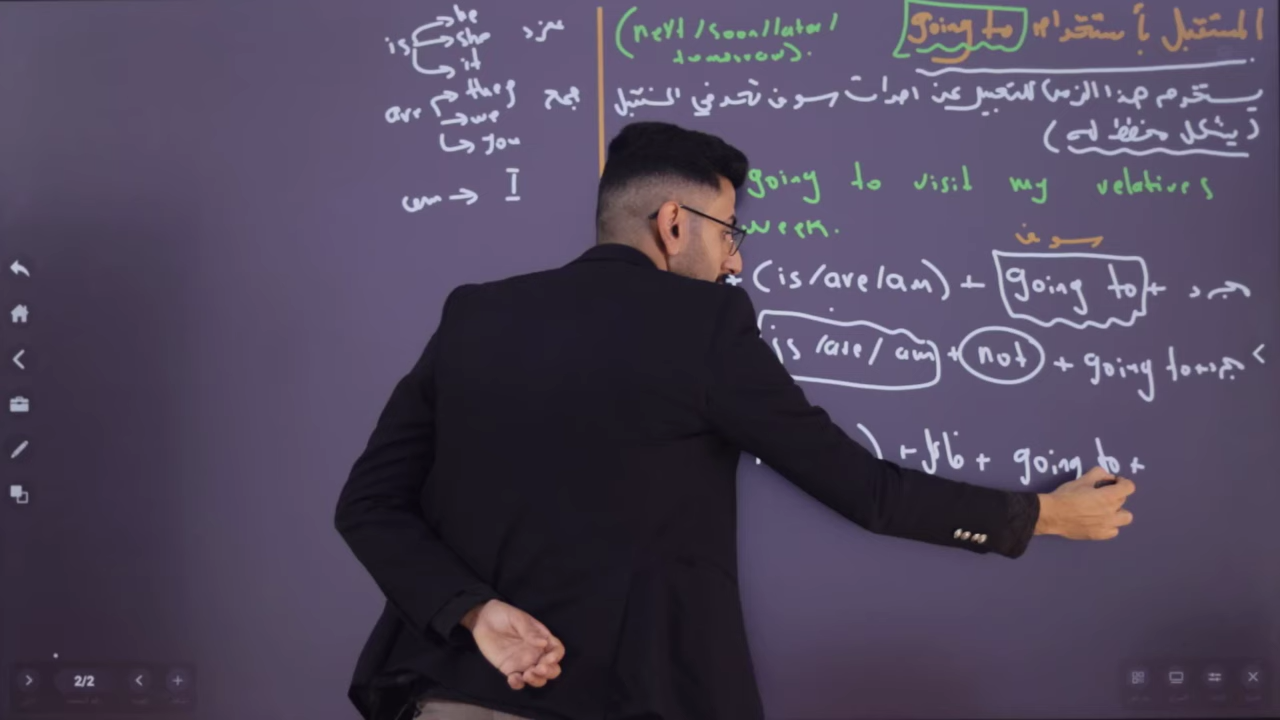 المستقبل بأستخدام going to
(next/soon/later/
tomorrow).
يستخدم هذا الزمن للتعبير عن احداث سوف تحدث في المستقبل
(بشكل مخطط له)
going to visit my relatives
week.
سوف
+ (is/are/am) + going to + مجرد
is /are/ am + not + going to + مجرد
) + فاعل + going to +
is he مفرد
she
it
are they جمع
we
you
am → I
2/2